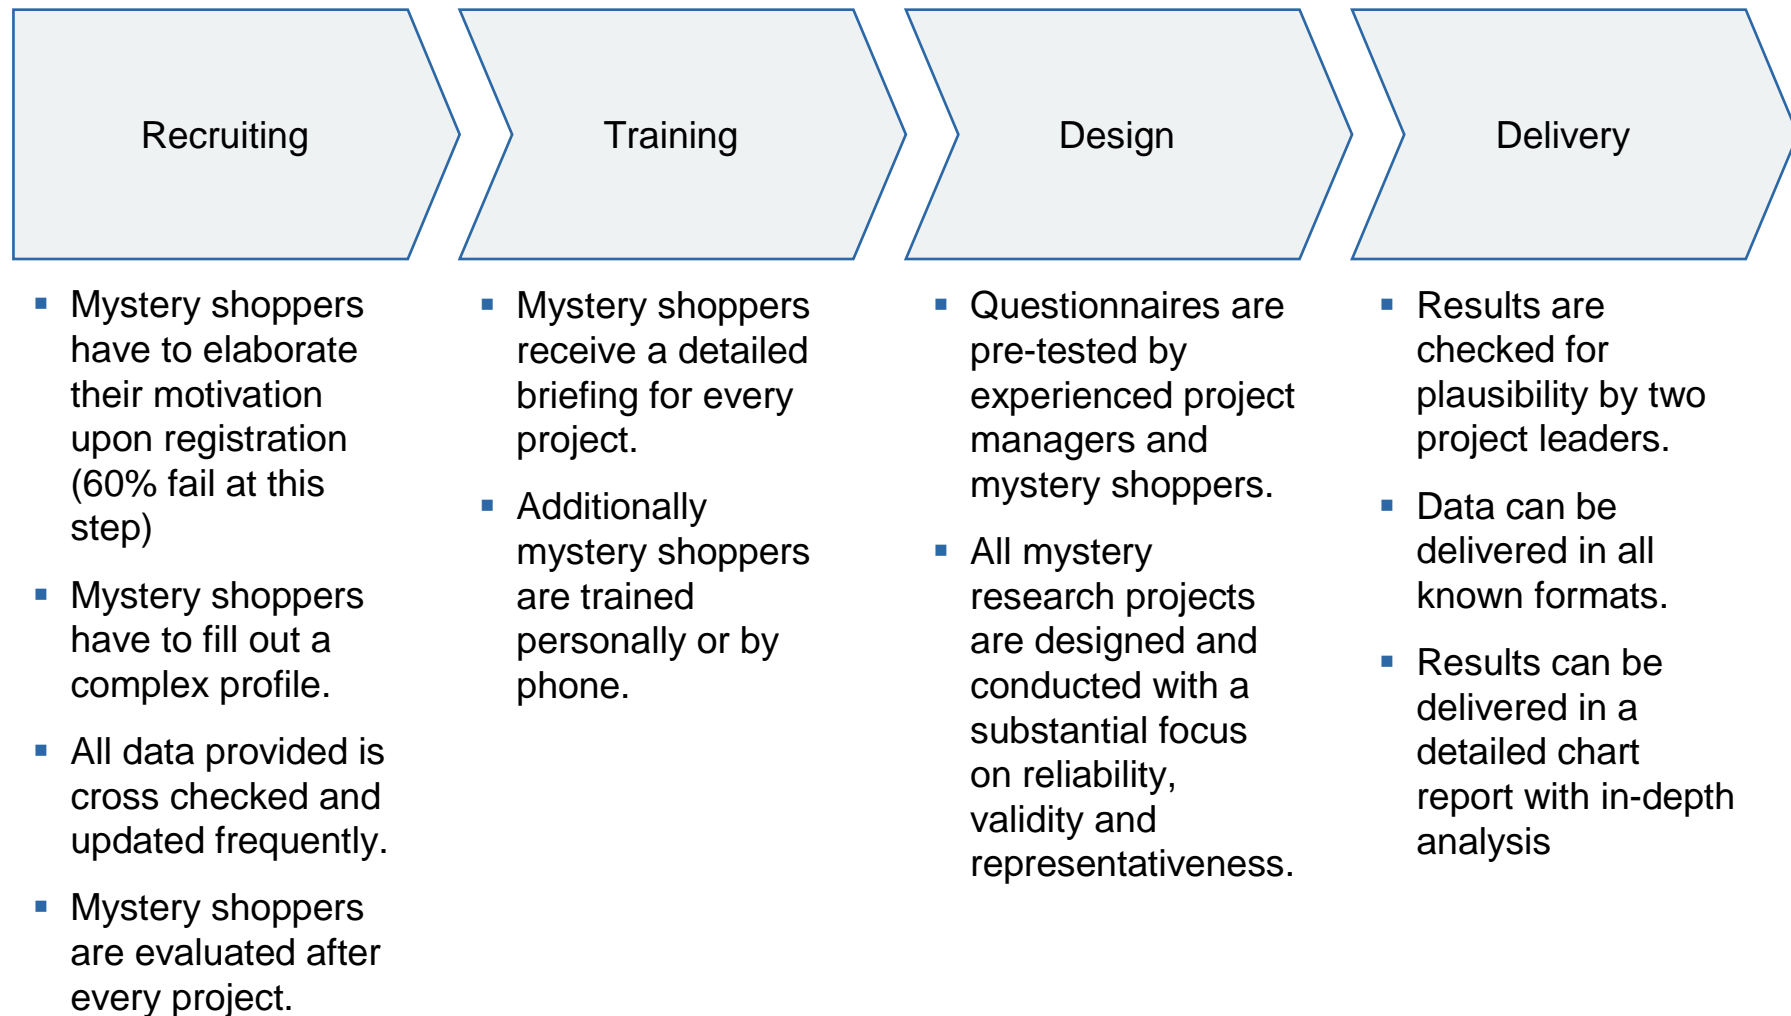 Recruiting
Training
Design
Delivery
▪ Mystery shoppers
have to elaborate
their motivation
upon registration
(60% fail at this
step)
▪ Mystery shoppers
have to fill out a
complex profile.
▪ All data provided is
cross checked and
updated frequently.
▪ Mystery shoppers
are evaluated after
every project.
▪ Mystery shoppers
receive a detailed
briefing for every
project.
▪ Additionally
mystery shoppers
are trained
personally or by
phone.
▪ Questionnaires are
pre-tested by
experienced project
managers and
mystery shoppers.
▪ All mystery
research projects
are designed and
conducted with a
substantial focus
on reliability,
validity and
representativeness.
▪ Results are
checked for
plausibility by two
project leaders.
▪ Data can be
delivered in all
known formats.
▪ Results can be
delivered in a
detailed chart
report with in-depth
analysis